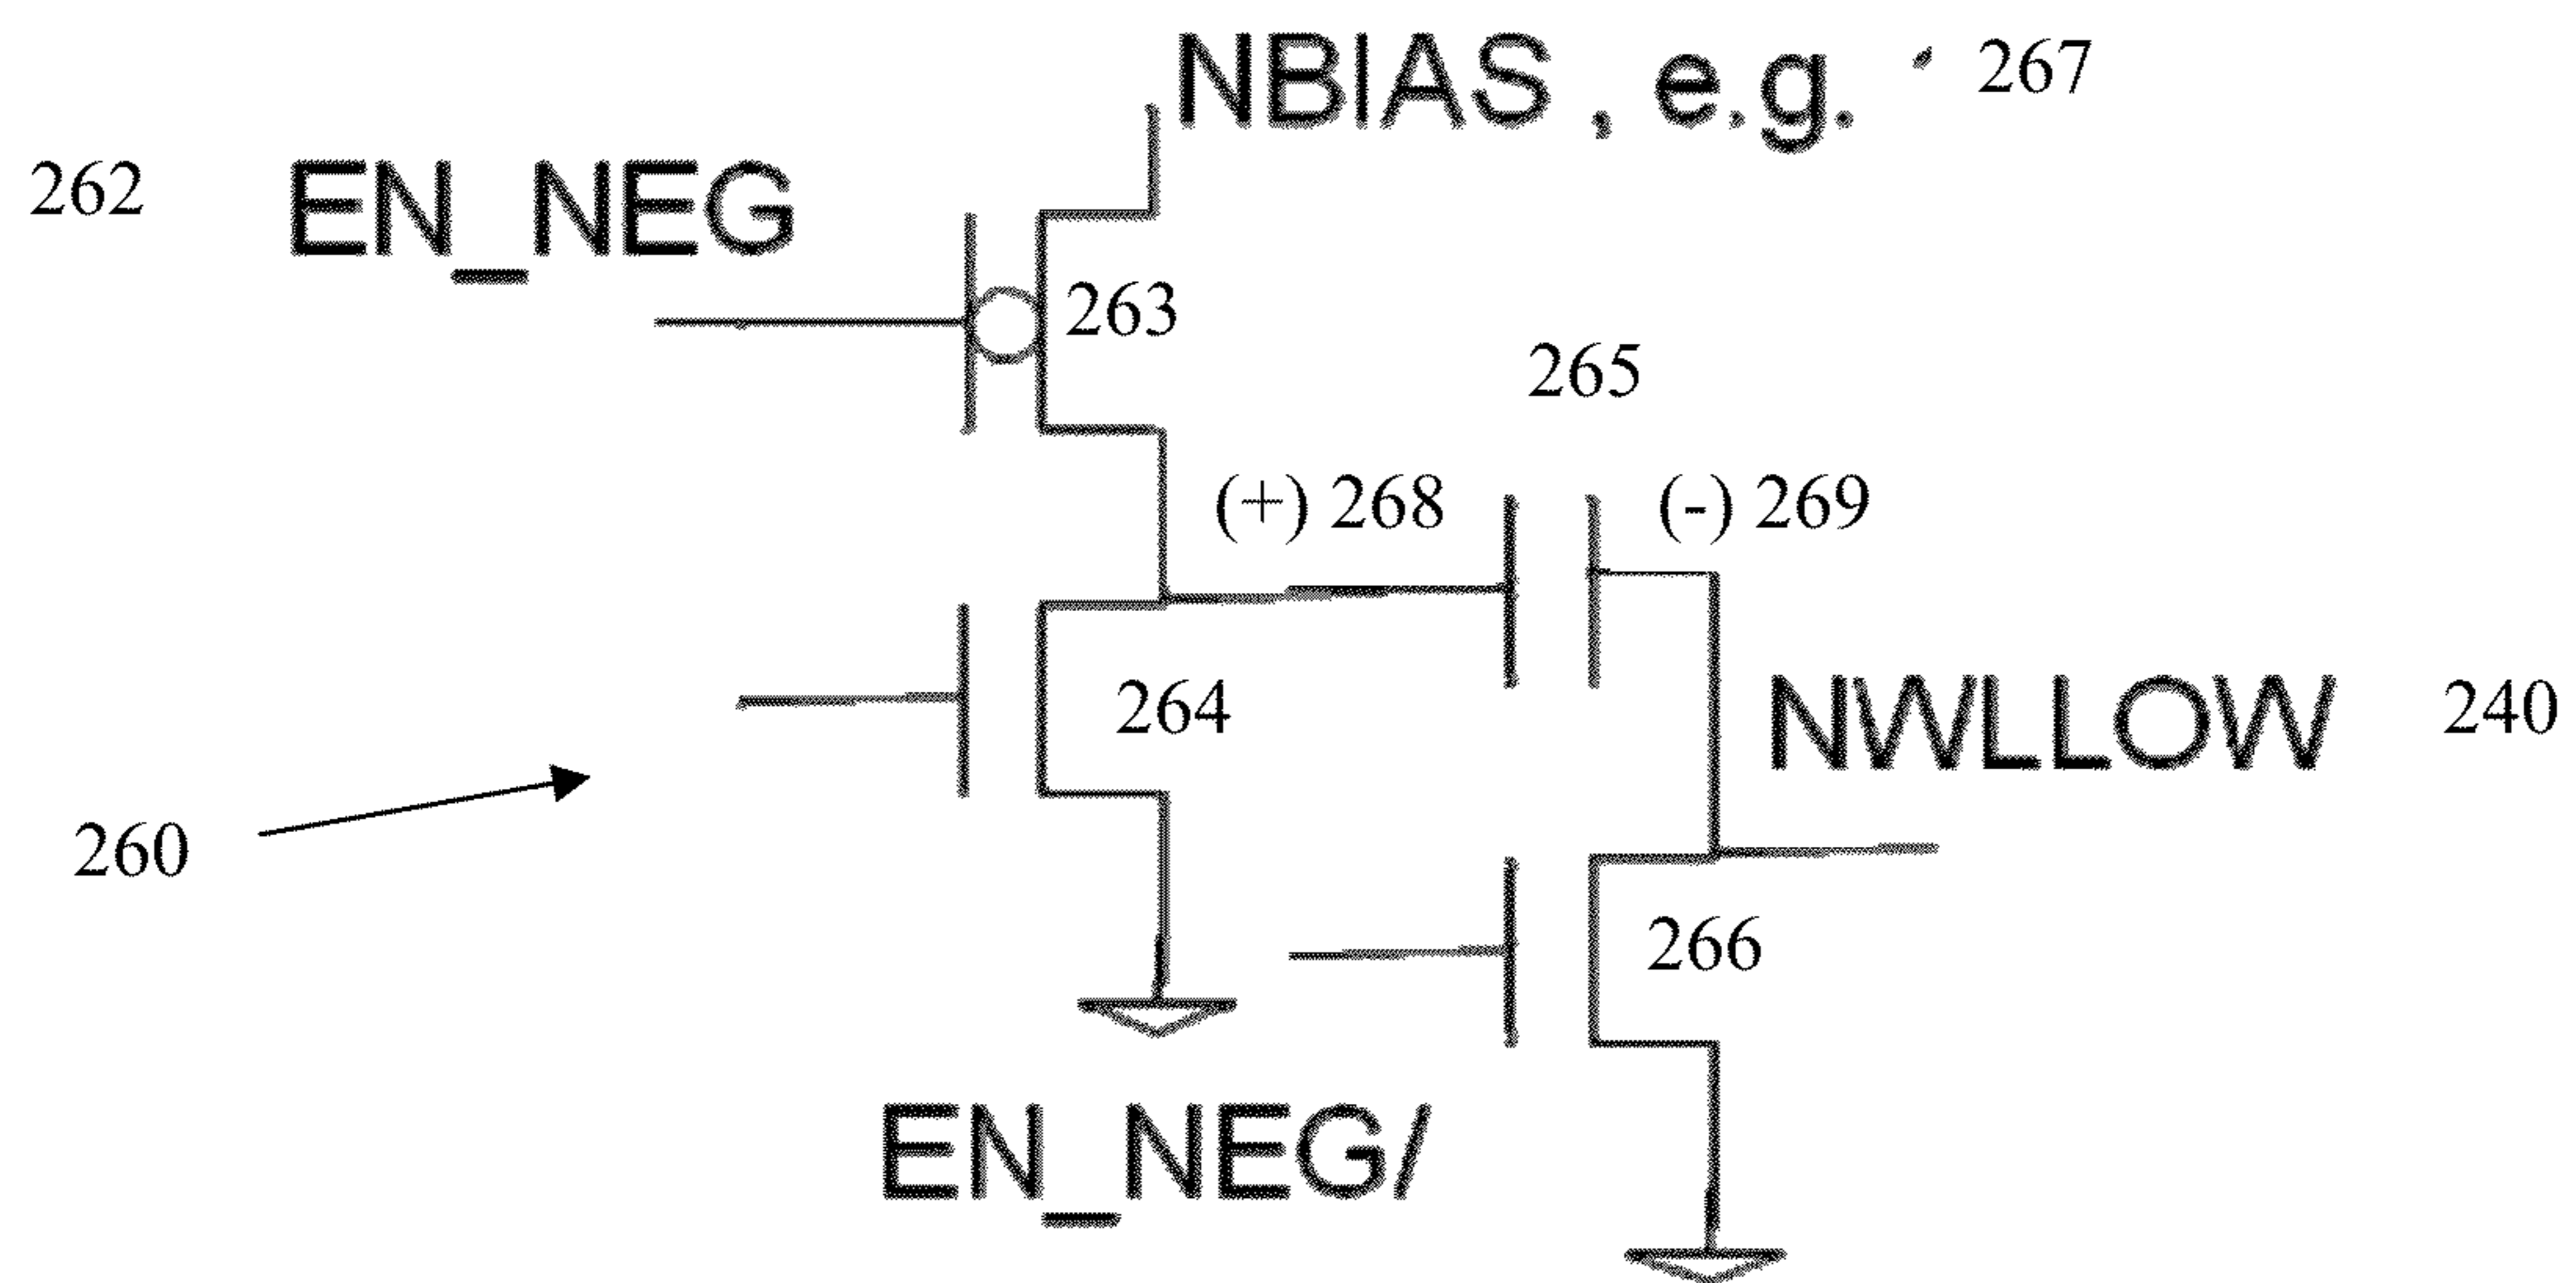 NBIAS, e.g. 267
262 EN_NEG
263
265
(+) 268 (-) 269
264 NWLLOW 240
260
266
EN_NEG/